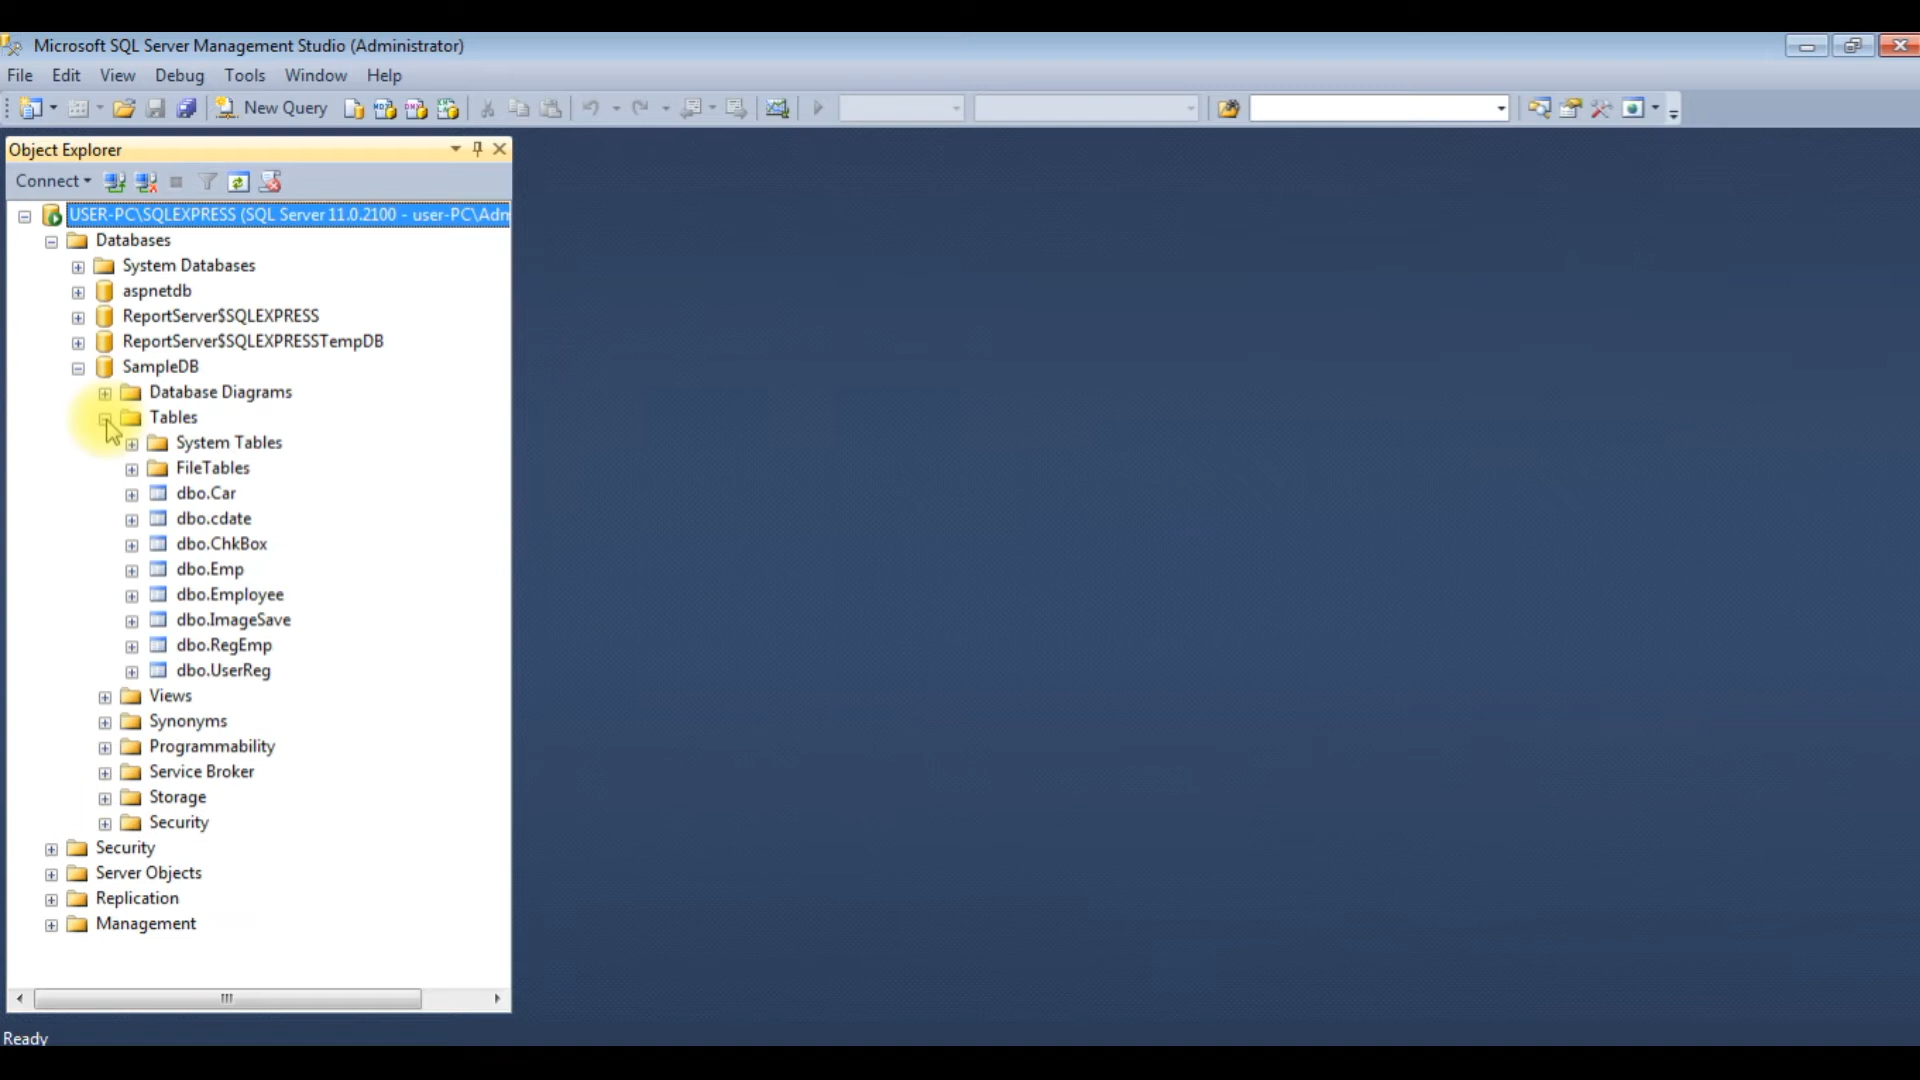 Microsoft SQL Server Management Studio (Administrator)
File Edit View Debug Tools Window Help
New Query
Object Explorer
Connect
USER-PC\SQLEXPRESS (SQL Server 11.0.2100 - user-PC\Adm
Databases
System Databases
aspnetdb
ReportServer$SQLEXPRESS
ReportServer$SQLEXPRESSTempDB
SampleDB
Database Diagrams
Tables
System Tables
FileTables
dbo.Car
dbo.cdate
dbo.ChkBox
dbo.Emp
dbo.Employee
dbo.ImageSave
dbo.RegEmp
dbo.UserReg
Views
Synonyms
Programmability
Service Broker
Storage
Security
Security
Server Objects
Replication
Management
Ready